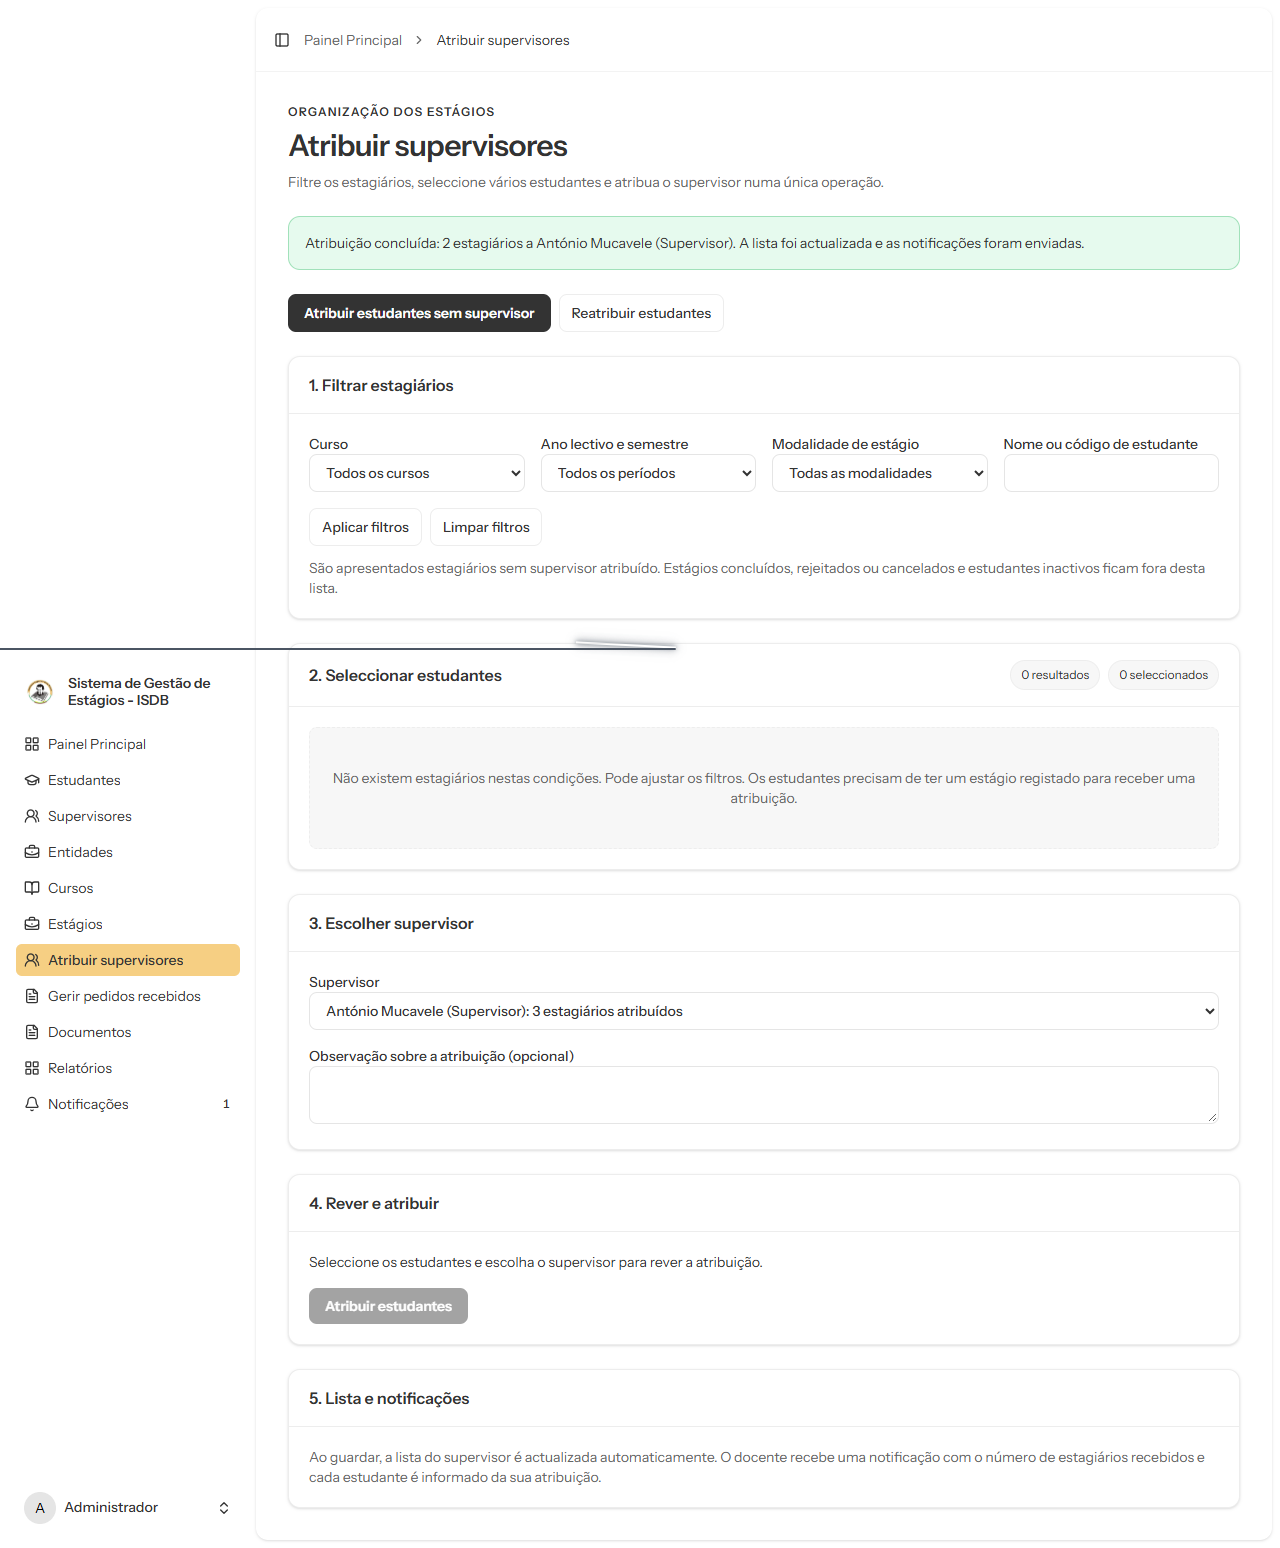 Painel Principal
Atribuir supervisores
ORGANIZAÇÃO DOS ESTÁGIOS
Atribuir supervisores
Filtre os estagiários, seleccione vários estudantes e atribua o supervisor numa única operação.
Atribuição concluída: 2 estagiários a António Mucavele (Supervisor). A lista foi actualizada e as notificações foram enviadas.
Atribuir estudantes sem supervisor
Reatribuir estudantes
1. Filtrar estagiários
Curso
Ano lectivo e semestre
Modalidade de estágio
Nome ou código de estudante
Todos os cursos
Todos os períodos
Todas as modalidades
Aplicar filtros
Limpar filtros
São apresentados estagiários sem supervisor atribuído. Estágios concluídos, rejeitados ou cancelados e estudantes inactivos ficam fora desta
lista.
2. Seleccionar estudantes
0 resultados
0 seleccionados
Não existem estagiários nestas condições. Pode ajustar os filtros. Os estudantes precisam de ter um estágio registado para receber uma
atribuição.
3. Escolher supervisor
Supervisor
António Mucavele (Supervisor): 3 estagiários atribuídos
Observação sobre a atribuição (opcional)
4. Rever e atribuir
Seleccione os estudantes e escolha o supervisor para rever a atribuição.
Atribuir estudantes
5. Lista e notificações
Ao guardar, a lista do supervisor é actualizada automaticamente. O docente recebe uma notificação com o número de estagiários recebidos e
cada estudante é informado da sua atribuição.
Sistema de Gestão de
Estágios - ISDB
Painel Principal
Estudantes
Supervisores
Entidades
Cursos
Estágios
Atribuir supervisores
Gerir pedidos recebidos
Documentos
Relatórios
Notificações
1
A
Administrador